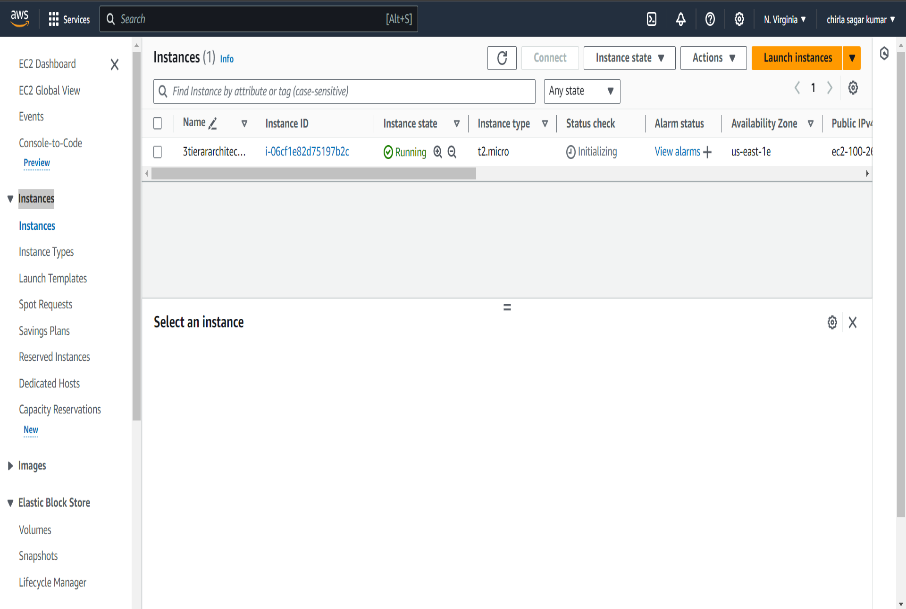 aws Services Search [Alt+S] N. Virginia chirla sagar kumar
EC2 Dashboard
EC2 Global View
Events
Console-to-Code
Preview
Instances
Instances
Instance Types
Launch Templates
Spot Requests
Savings Plans
Reserved Instances
Dedicated Hosts
Capacity Reservations
New
Images
Elastic Block Store
Volumes
Snapshots
Lifecycle Manager
Instances (1) Info
Connect Instance state Actions Launch instances
Find Instance by attribute or tag (case-sensitive) Any state 1
Name Instance ID Instance state Instance type Status check Alarm status Availability Zone Public IPv4
3tierarchitec... i-06cf1e82d75197b2c Running t2.micro Initializing View alarms us-east-1e ec2-100-20
Select an instance